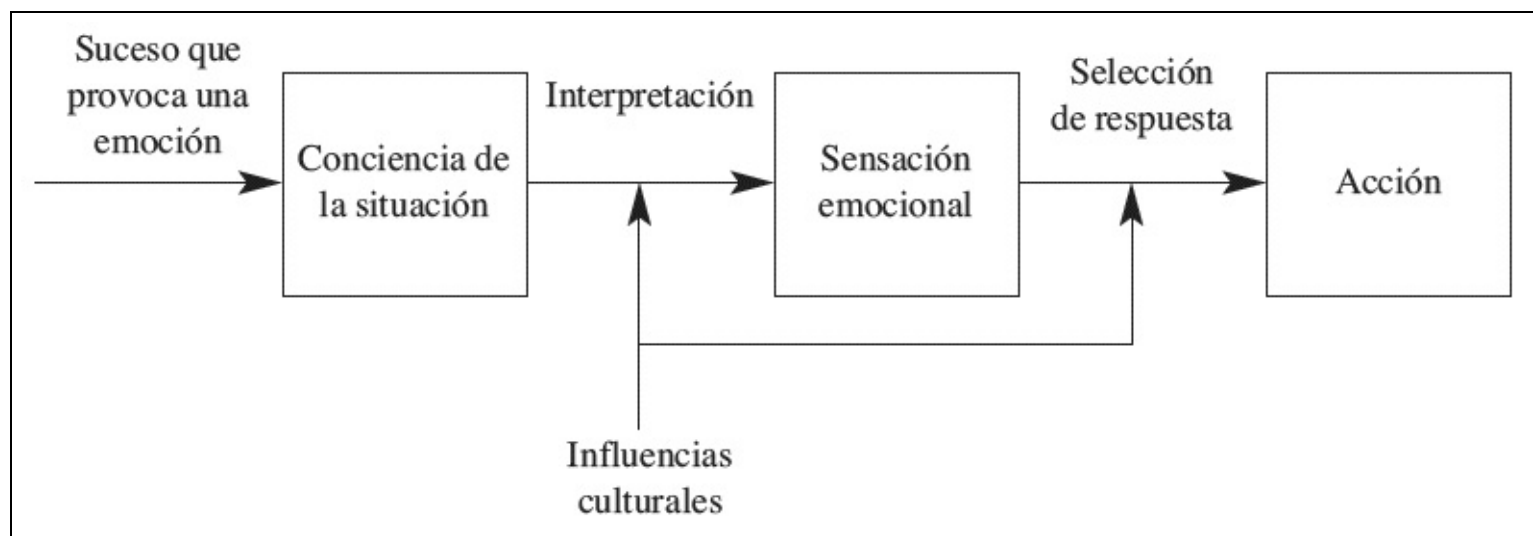 Suceso que
provoca una
emoción
Conciencia de
la situación
Interpretación
Sensación
emocional
Selección
de respuesta
Acción
Influencias
culturales